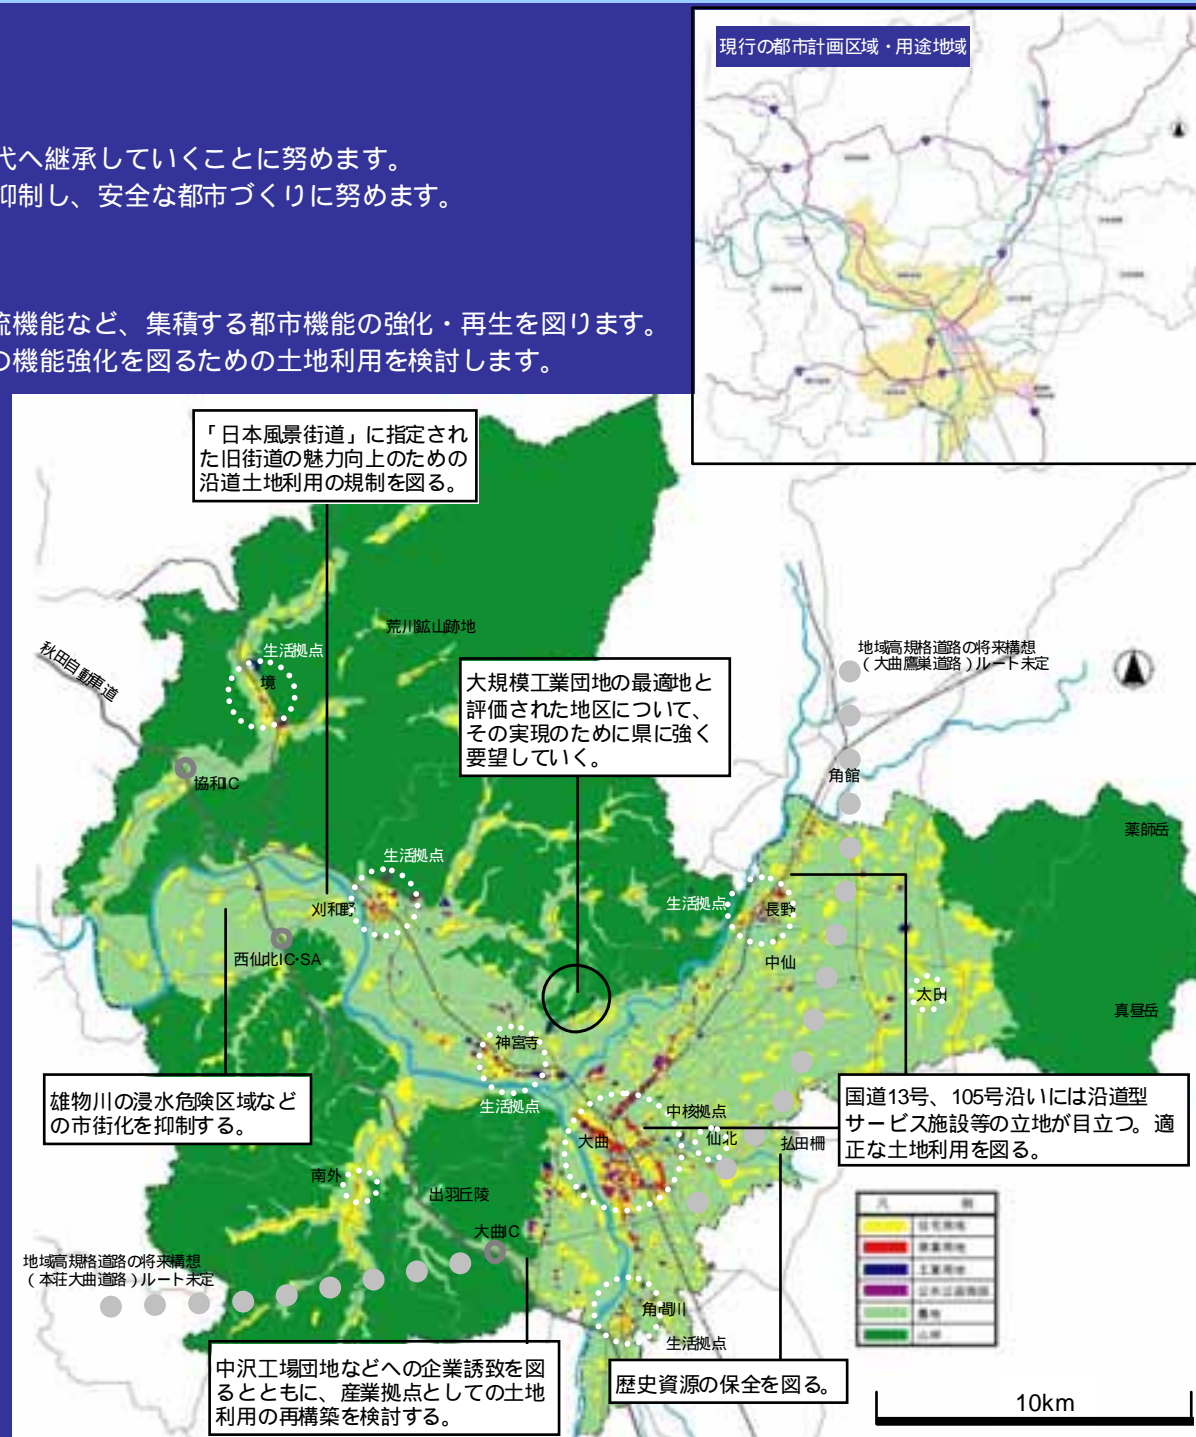 現行の都市計画区域・用途地域
代へ継承していくことに努めます。
抑制し、安全な都市づくりに努めます。
流機能など、集積する都市機能の強化・再生を図ります。
の機能強化を図るための土地利用を検討します。
「日本風景街道」に指定され
た旧街道の魅力向上のための
沿道土地利用の規制を図る。
荒川鉱山跡地
生活拠点
境
秋田自動車道
地域高規格道路の将来構想
（大曲鷹巣道路）ルート未定
大規模工業団地の最適地と
評価された地区について、
その実現のために県に強く
要望していく。
協和IC
角館
薬師岳
生活拠点
刈和野
生活拠点
長野
西仙北IC・SA
中仙
太田
真昼岳
神宮寺
生活拠点
雄物川の浸水危険区域など
の市街化を抑制する。
中核拠点
大曲
仙北
払田柵
国道13号、105号沿いには沿道型
サービス施設等の立地が目立つ。適
正な土地利用を図る。
南外
出羽丘陵
大曲IC
地域高規格道路の将来構想
（本荘大曲道路）ルート未定
凡 例
住宅用地
商業用地
工業用地
農地
山林
角間川
生活拠点
中沢工場団地などへの企業誘致を図
るとともに、産業拠点としての土地
利用の再構築を検討する。
歴史資源の保全を図る。
10km